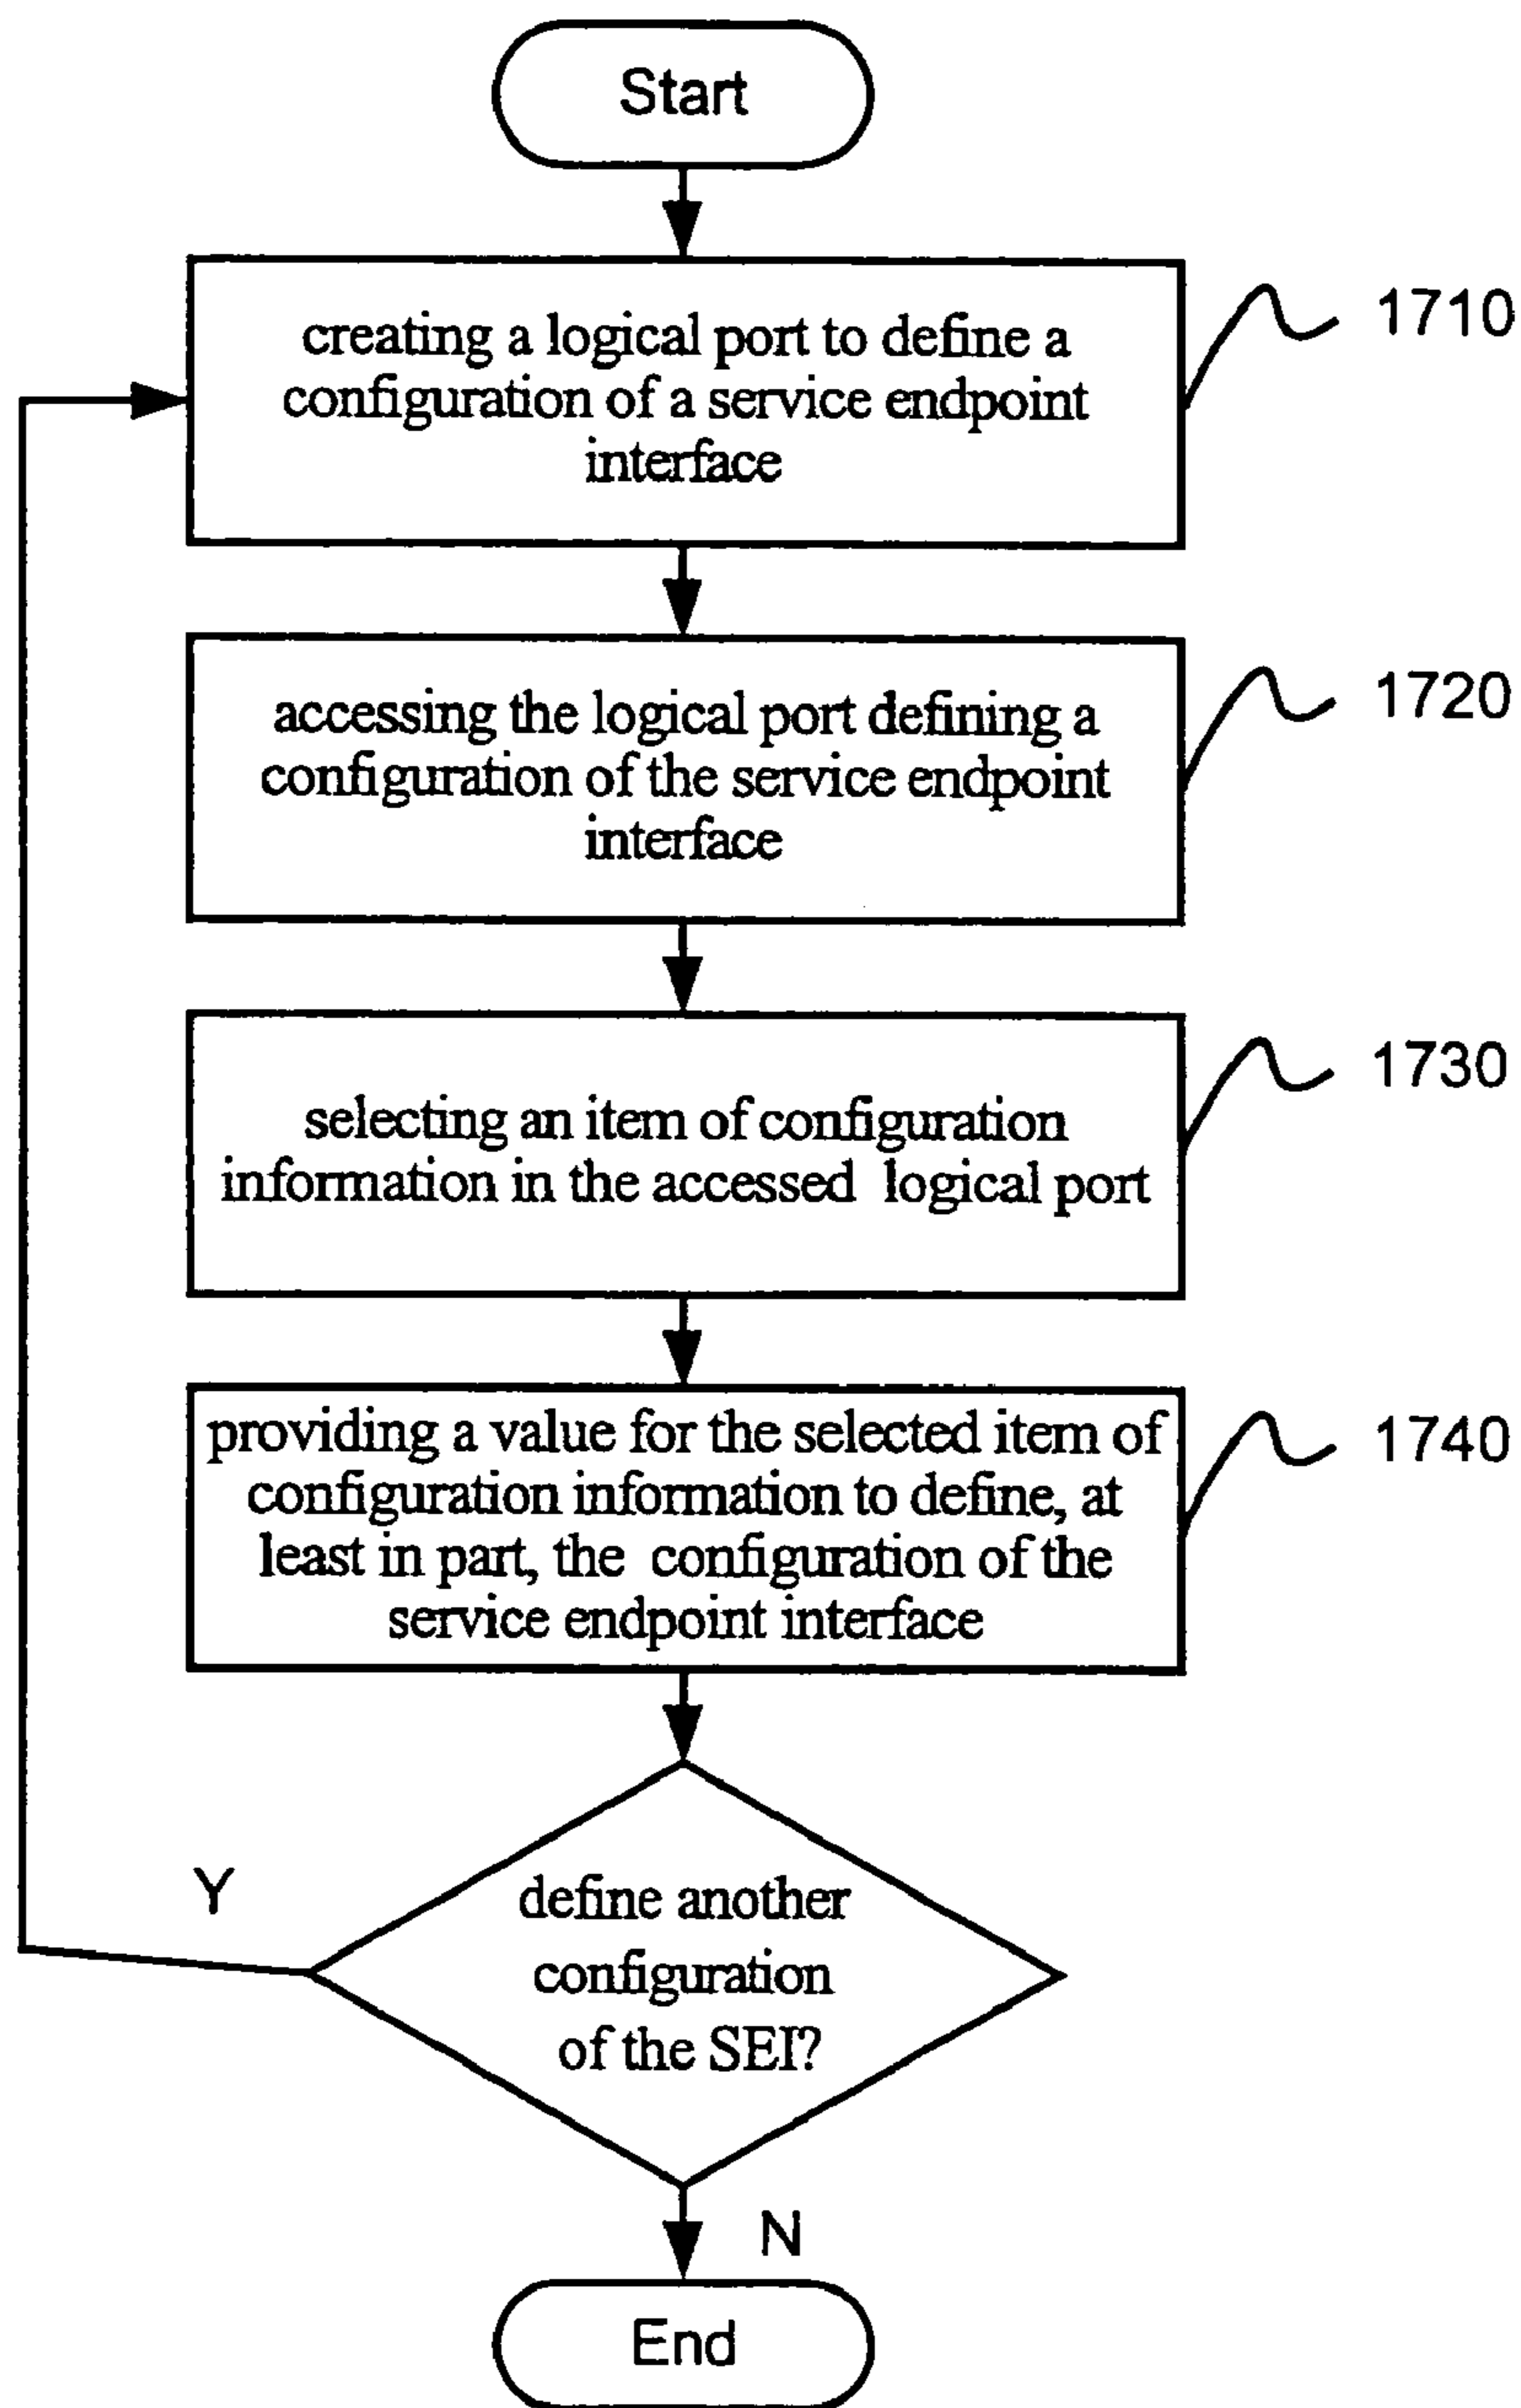 Start
creating a logical port to define a
configuration of a service endpoint
interface
1710
accessing the logical port defining a
configuration of the service endpoint
interface
1720
selecting an item of configuration
information in the accessed logical port
1730
providing a value for the selected item of
configuration information to define, at
least in part, the configuration of the
service endpoint interface
1740
define another
configuration
of the SEI?
Y
N
End